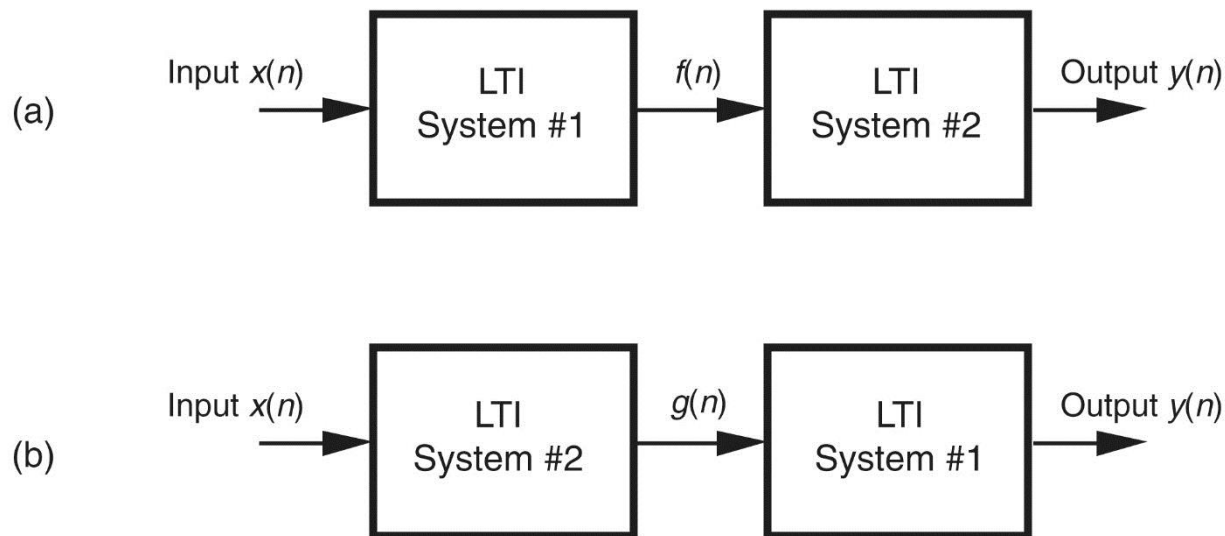 (a)
Input x(n)
LTI
System #1
f(n)
LTI
System #2
Output y(n)
(b)
Input x(n)
LTI
System #2
g(n)
LTI
System #1
Output y(n)